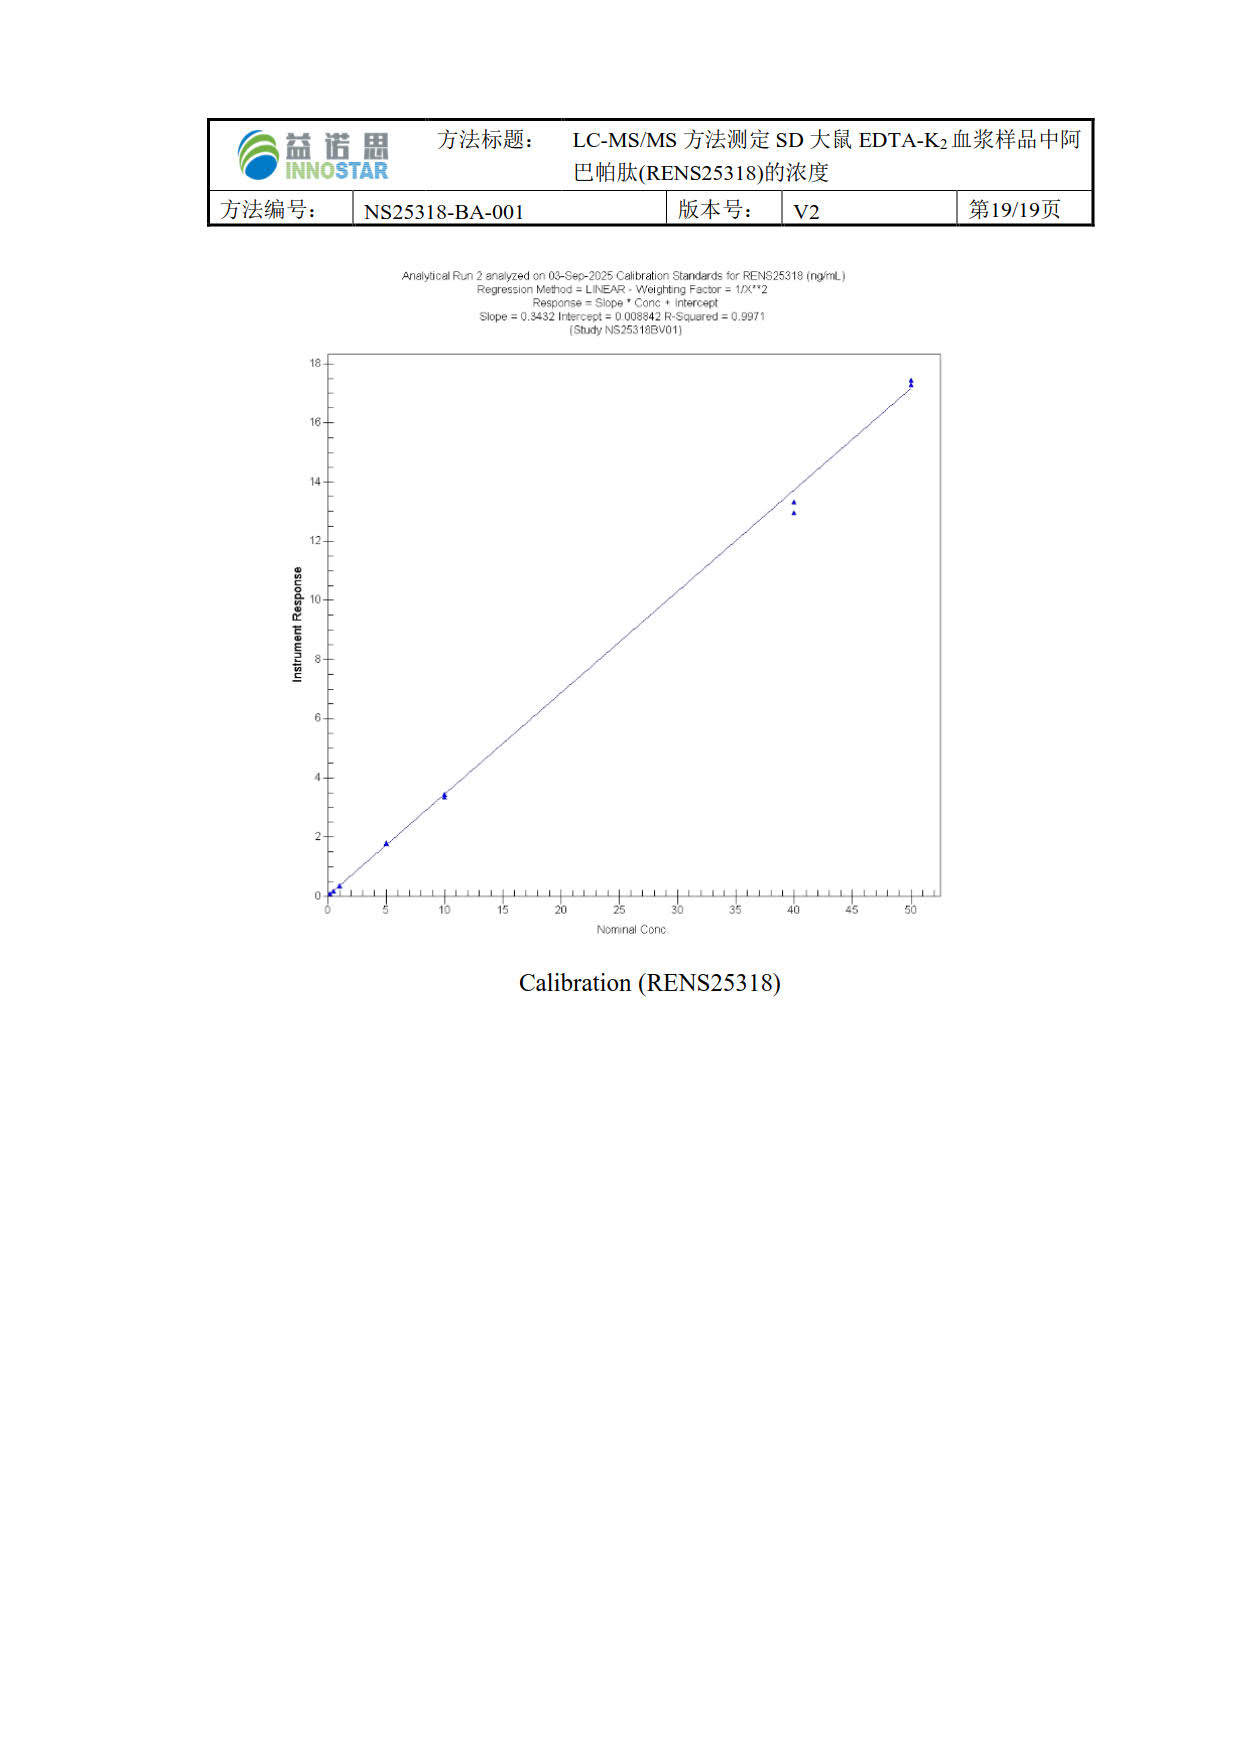 益诺思
INNOSTAR
方法标题：
LC-MS/MS 方法测定 SD 大鼠 EDTA-K2血浆样品中阿
巴帕肽(RENS25318)的浓度
方法编号： NS25318-BA-001 版本号： V2 第19/19页
Analytical Run 2 analyzed on 03-Sep-2025 Calibration Standards for RENS25318 (ng/mL)
Regression Method = LINEAR - Weighting Factor = 1/X**2
Response = Slope * Conc + Intercept
Slope = 0.3432 Intercept = 0.008842 R-Squared = 0.9971
(Study NS25318BV01)
18
16
14
12
10
8
6
4
2
0
Instrument Response
0 5 10 15 20 25 30 35 40 45 50
Nominal Conc
Calibration (RENS25318)